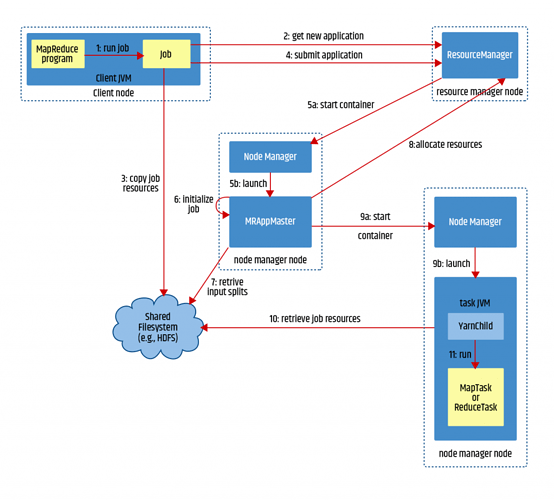 MapReduce
program
1: run job
Job
Client JVM
Client node
2: get new application
4: submit application
ResourceManager
resource manager node
5a: start container
8:allocate resources
3: copy job
resources
Node Manager
5b: launch
6: initialize
job
MRAppMaster
node manager node
9a: start
container
Node Manager
9b: launch
7: retrive
input splits
Shared
Filesystem
(e.g., HDFS)
10: retrieve job resources
task JVM
YarnChild
11: run
MapTask
or
ReduceTask
node manager node